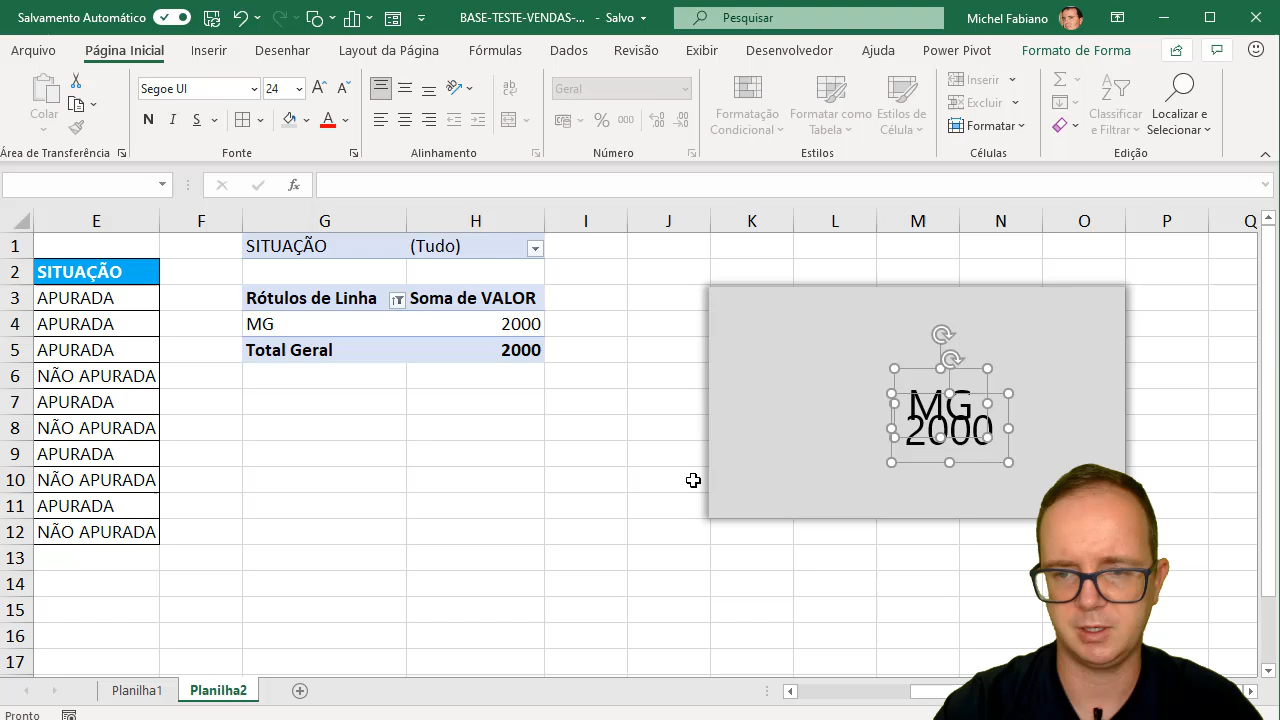 Salvamento Automático
BASE-TESTE-VENDAS-... - Salvo
Pesquisar
Michel Fabiano
Arquivo
Página Inicial
Inserir
Desenhar
Layout da Página
Fórmulas
Dados
Revisão
Exibir
Desenvolvedor
Ajuda
Power Pivot
Formato de Forma
Colar
Área de Transferência
Segoe UI
24
N I S
Fonte
ab
Alinhamento
Geral
% 000
Número
Formatação Condicional
Formatar como Tabela
Estilos de Célula
Estilos
Inserir
Excluir
Formatar
Células
Classificar e Filtrar
Localizar e Selecionar
Edição
fx
E F G H I J K L M N O P Q
1 SITUAÇÃO (Tudo)
2 SITUAÇÃO
3 APURADA Rótulos de Linha Soma de VALOR
4 APURADA MG 2000
5 APURADA Total Geral 2000
6 NÃO APURADA
7 APURADA
8 NÃO APURADA
9 APURADA
10 NÃO APURADA
11 APURADA
12 NÃO APURADA
13
14
15
16
17
MG
2000
Planilha1
Planilha2
Pronto